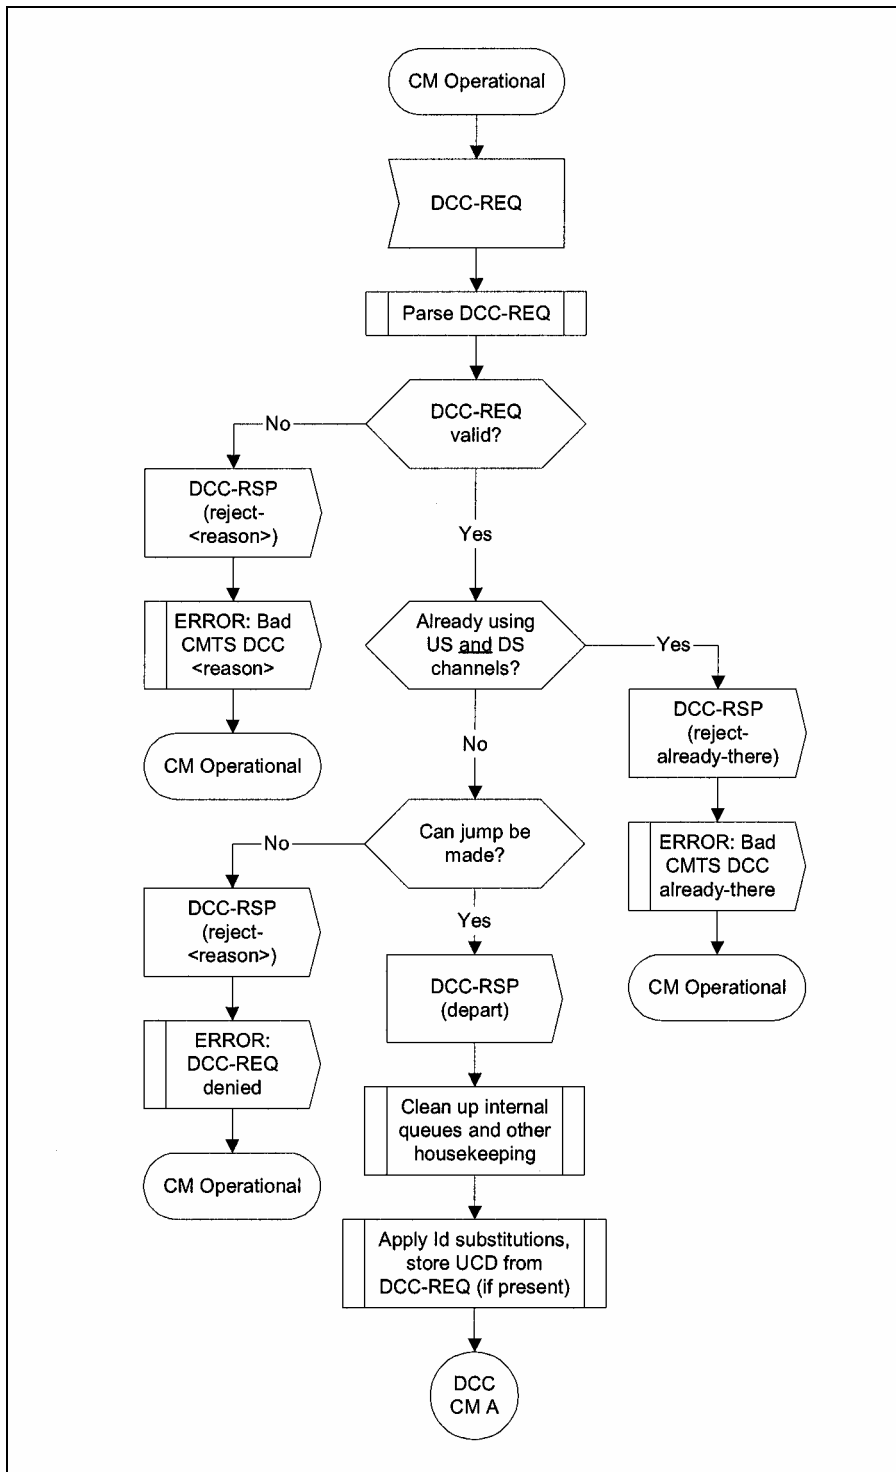 CM Operational
DCC-REQ
Parse DCC-REQ
DCC-REQ
valid?
No
DCC-RSP
(reject-
<reason>)
ERROR: Bad
CMTS DCC
<reason>
CM Operational
Yes
Already using
US and DS
channels?
Yes
DCC-RSP
(reject-
already-there)
ERROR: Bad
CMTS DCC
already-there
CM Operational
No
Can jump be
made?
No
DCC-RSP
(reject-
<reason>)
ERROR:
DCC-REQ
denied
CM Operational
Yes
DCC-RSP
(depart)
Clean up internal
queues and other
housekeeping
Apply Id substitutions,
store UCD from
DCC-REQ (if present)
DCC
CM A